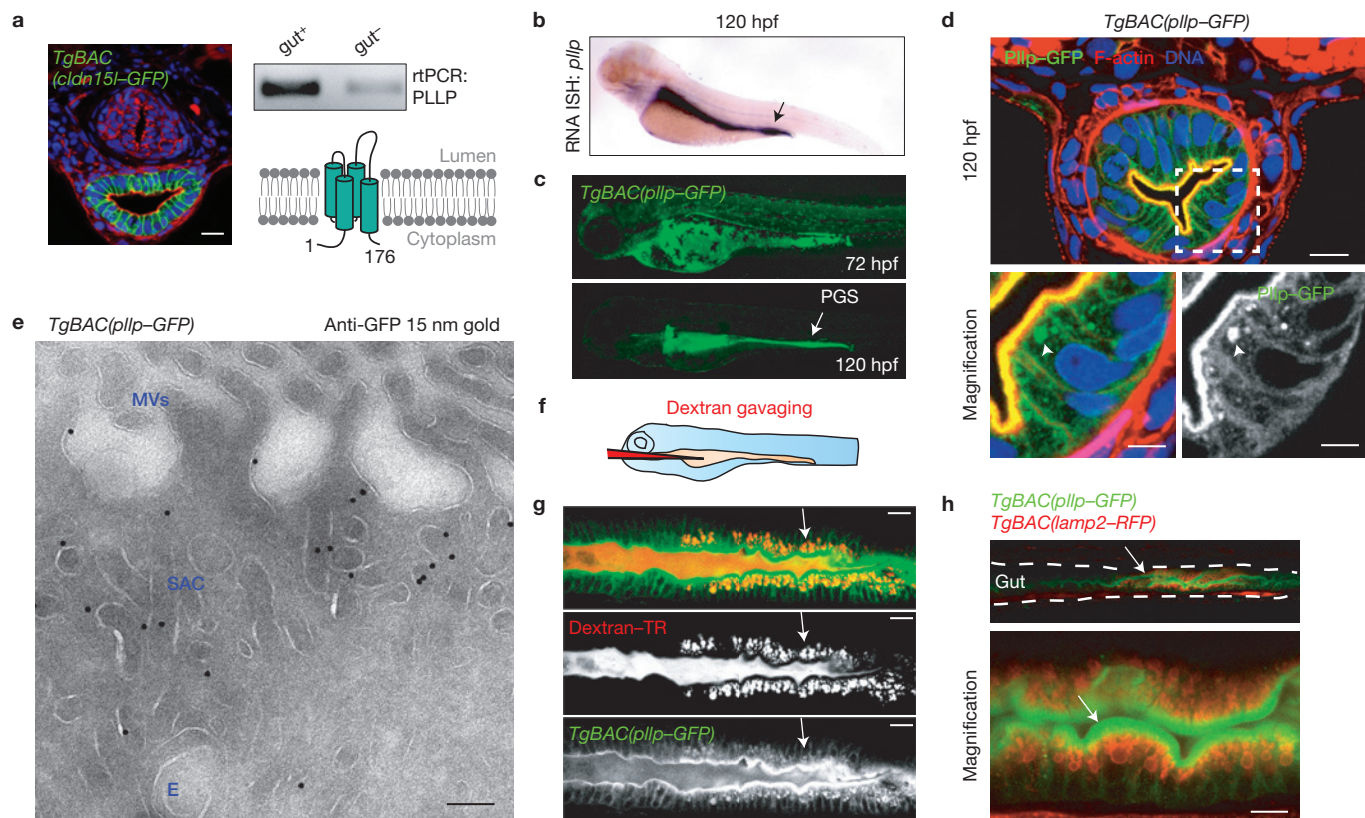 a
TgBAC
(cldn15l–GFP)
gut+
gut–
rtPCR:
PLLP
Lumen
Cytoplasm
1
176
b
120 hpf
RNA ISH: pllp
c
TgBAC(pllp–GFP)
72 hpf
PGS
120 hpf
d
TgBAC(pllp–GFP)
Pllp–GFP F-actin DNA
120 hpf
Magnification
Pllp–GFP
e
TgBAC(pllp–GFP)
Anti-GFP 15 nm gold
MVs
SAC
E
f
Dextran gavaging
g
Dextran–TR
TgBAC(pllp–GFP)
h
TgBAC(pllp–GFP)
TgBAC(lamp2–RFP)
Gut
Magnification